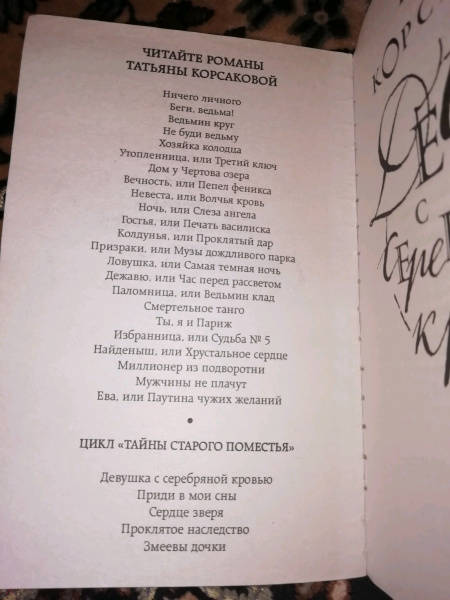 ЧИТАЙТЕ РОМАНЫ
ТАТЬЯНЫ КОРСАКОВОЙ
Ничего личного
Беги, ведьма!
Ведьмин круг
Не буди ведьму
Хозяйка колодца
Утопленница, или Третий ключ
Дом у Чертова озера
Вечность, или Пепел феникса
Невеста, или Волчья кровь
Ночь, или Слеза ангела
Гостья, или Печать василиска
Колдунья, или Проклятый дар
Призраки, или Музы дождливого парка
Ловушка, или Самая темная ночь
Дежавю, или Час перед рассветом
Паломница, или Ведьмин клад
Смертельное танго
Ты, я и Париж
Избранница, или Судьба № 5
Найденыш, или Хрустальное сердце
Миллионер из подворотни
Мужчины не плачут
Ева, или Паутина чужих желаний
•
ЦИКЛ «ТАЙНЫ СТАРОГО ПОМЕСТЬЯ»
Девушка с серебряной кровью
Приди в мои сны
Сердце зверя
Проклятое наследство
Змеевы дочки
с